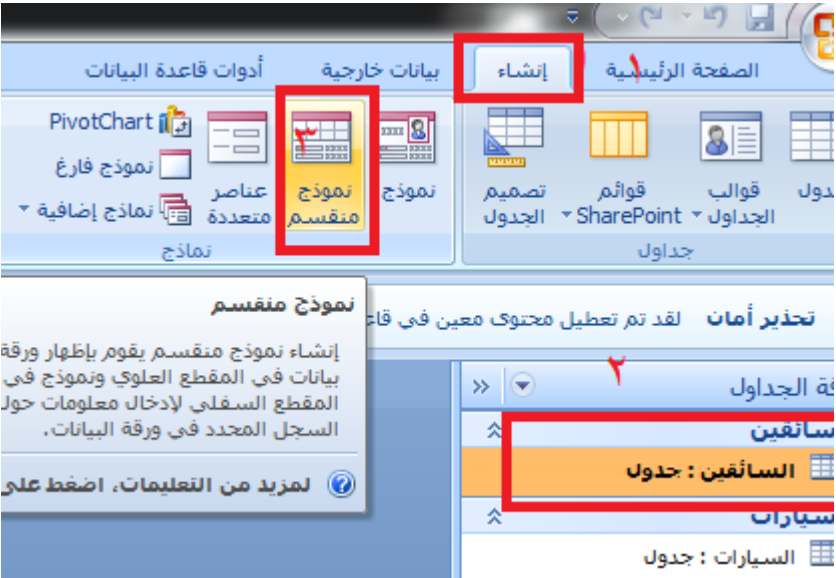 الصفحة الرئيسية
١
إنشاء
بيانات خارجية
أدوات قاعدة البيانات
قوالب الجداول
قوائم SharePoint
تصميم الجدول
جداول
نموذج
نموذج منقسم
٣
عناصر متعددة
PivotChart
نموذج فارغ
نماذج إضافية
نماذج
تحذير أمان
لقد تم تعطيل محتوى معين في
نموذج منقسم
إنشاء نموذج منقسم يقوم بإظهار ورقة
بيانات في المقطع العلوي ونموذج في
المقطع السفلي لإدخال معلومات حول
السجل المحدد في ورقة البيانات.
لمزيد من التعليمات، اضغط على
٢
الجداول
السائقين : جدول
السيارات : جدول